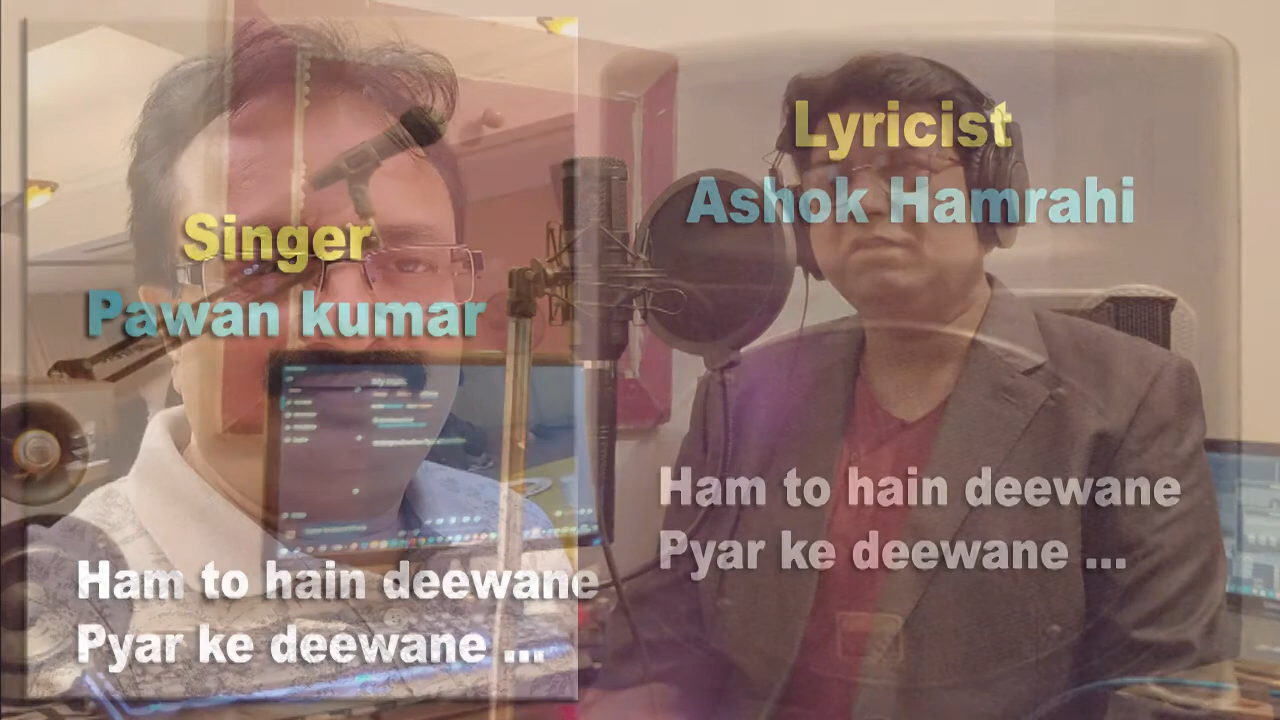 Singer
Pawan kumar
Ham to hain deewane
Pyar ke deewane ...
Lyricist
Ashok Hamrahi
Ham to hain deewane
Pyar ke deewane ...